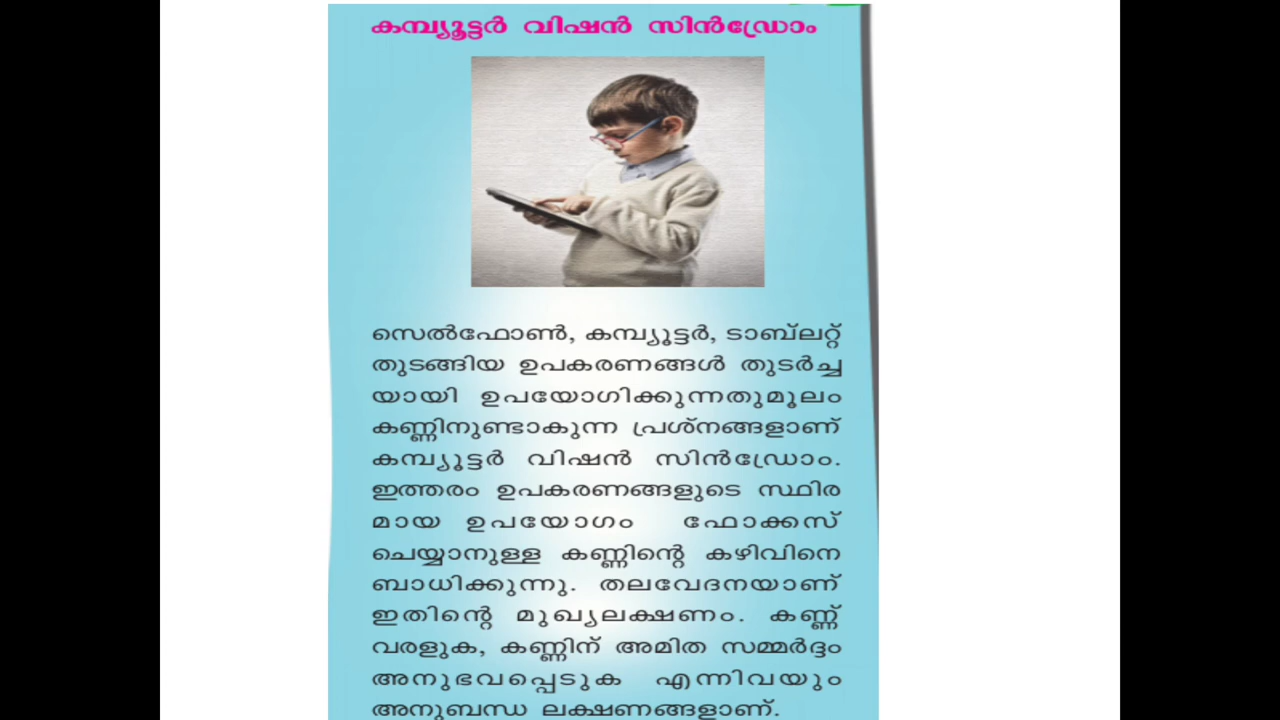 കമ്പ്യൂട്ടർ വിഷൻ സിൻഡ്രോം
സെൽഫോൺ, കമ്പ്യൂട്ടർ, ടാബ്‌ലറ്റ്
തുടങ്ങിയ ഉപകരണങ്ങൾ തുടർച്ച
യായി ഉപയോഗിക്കുന്നതുമൂലം
കണ്ണിനുണ്ടാകുന്ന പ്രശ്നങ്ങളാണ്
കമ്പ്യൂട്ടർ വിഷൻ സിൻഡ്രോം.
ഇത്തരം ഉപകരണങ്ങളുടെ സ്ഥിര
മായ ഉപയോഗം ഫോക്കസ്
ചെയ്യാനുള്ള കണ്ണിന്റെ കഴിവിനെ
ബാധിക്കുന്നു. തലവേദനയാണ്
ഇതിന്റെ മുഖ്യലക്ഷണം. കണ്ണ്
വരളുക, കണ്ണിന് അമിത സമ്മർദ്ദം
അനുഭവപ്പെടുക എന്നിവയും
അനുബന്ധ ലക്ഷണങ്ങളാണ്.